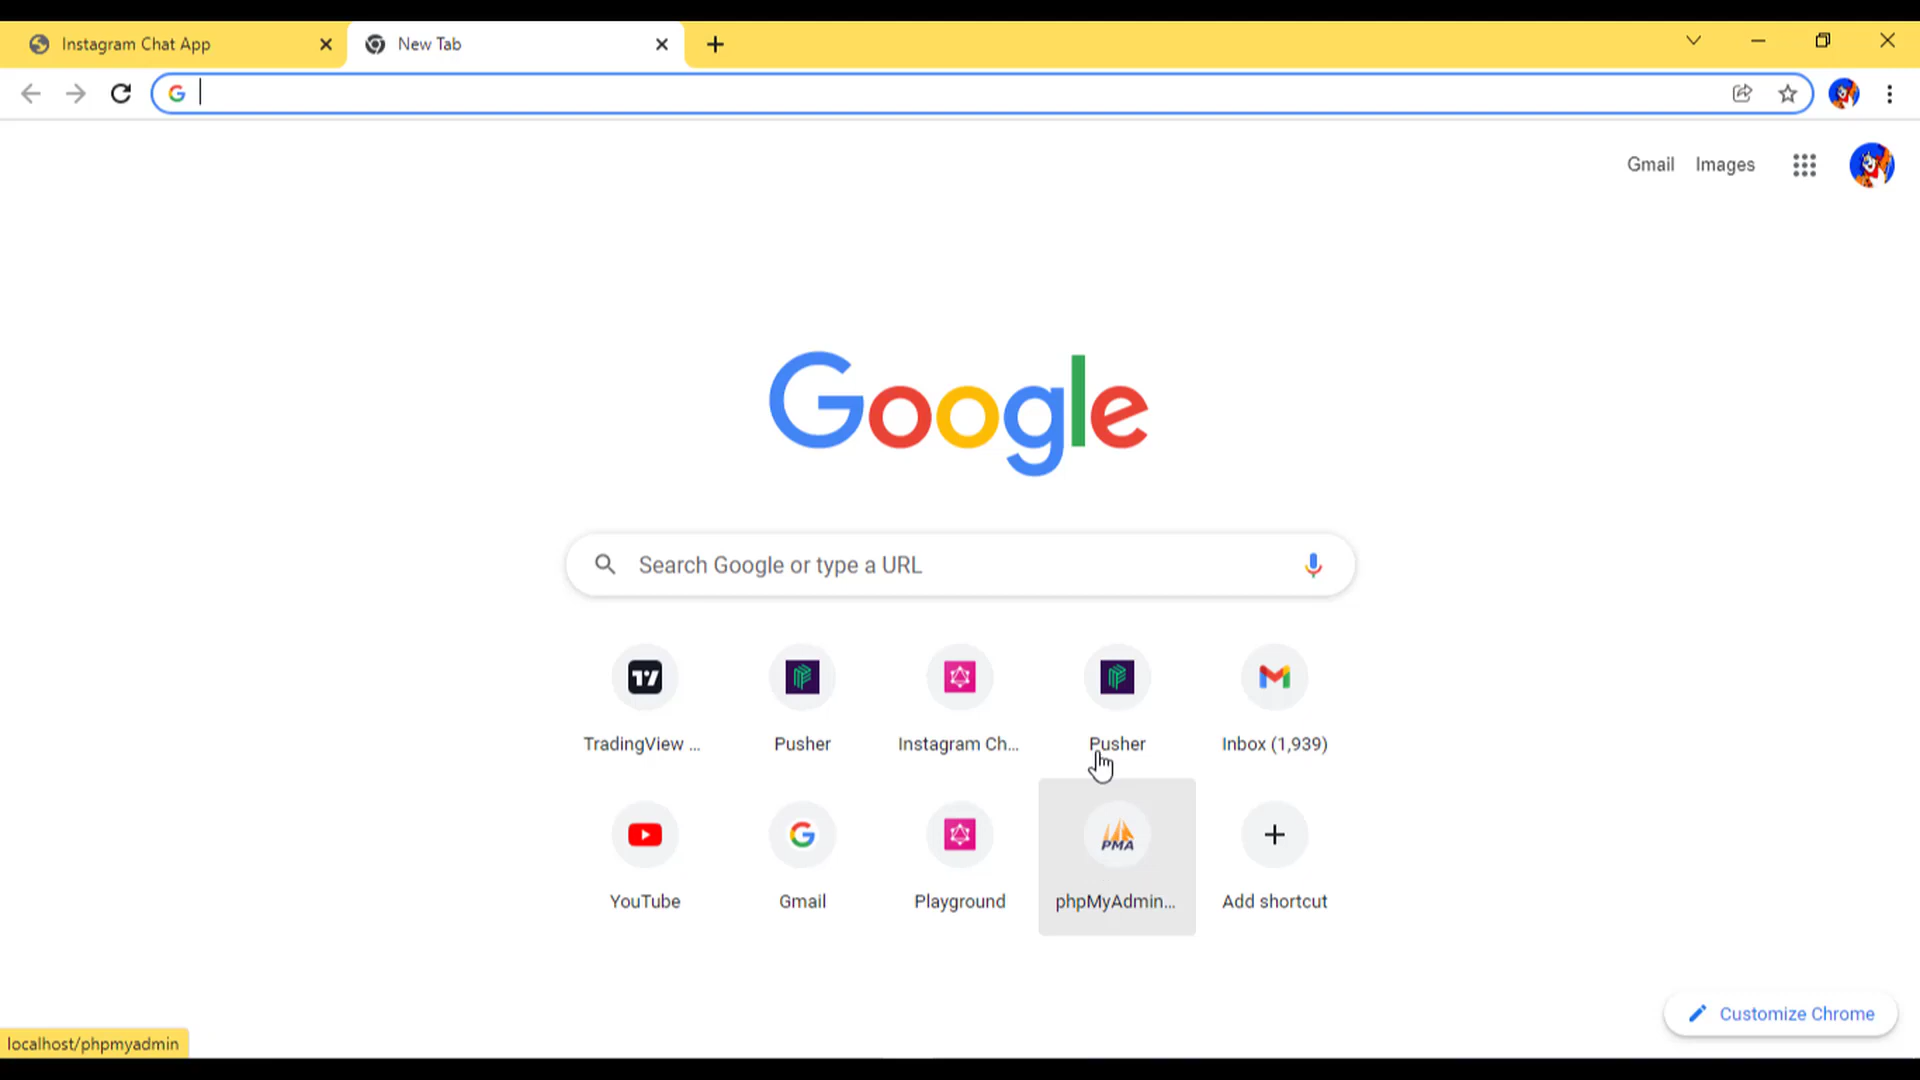 Instagram Chat App
New Tab
Gmail Images
Google
Search Google or type a URL
TradingView ...
Pusher
Instagram Ch...
Pusher
Inbox (1,939)
PMA
YouTube
Gmail
Playground
phpMyAdmin...
Add shortcut
Customize Chrome
localhost/phpmyadmin